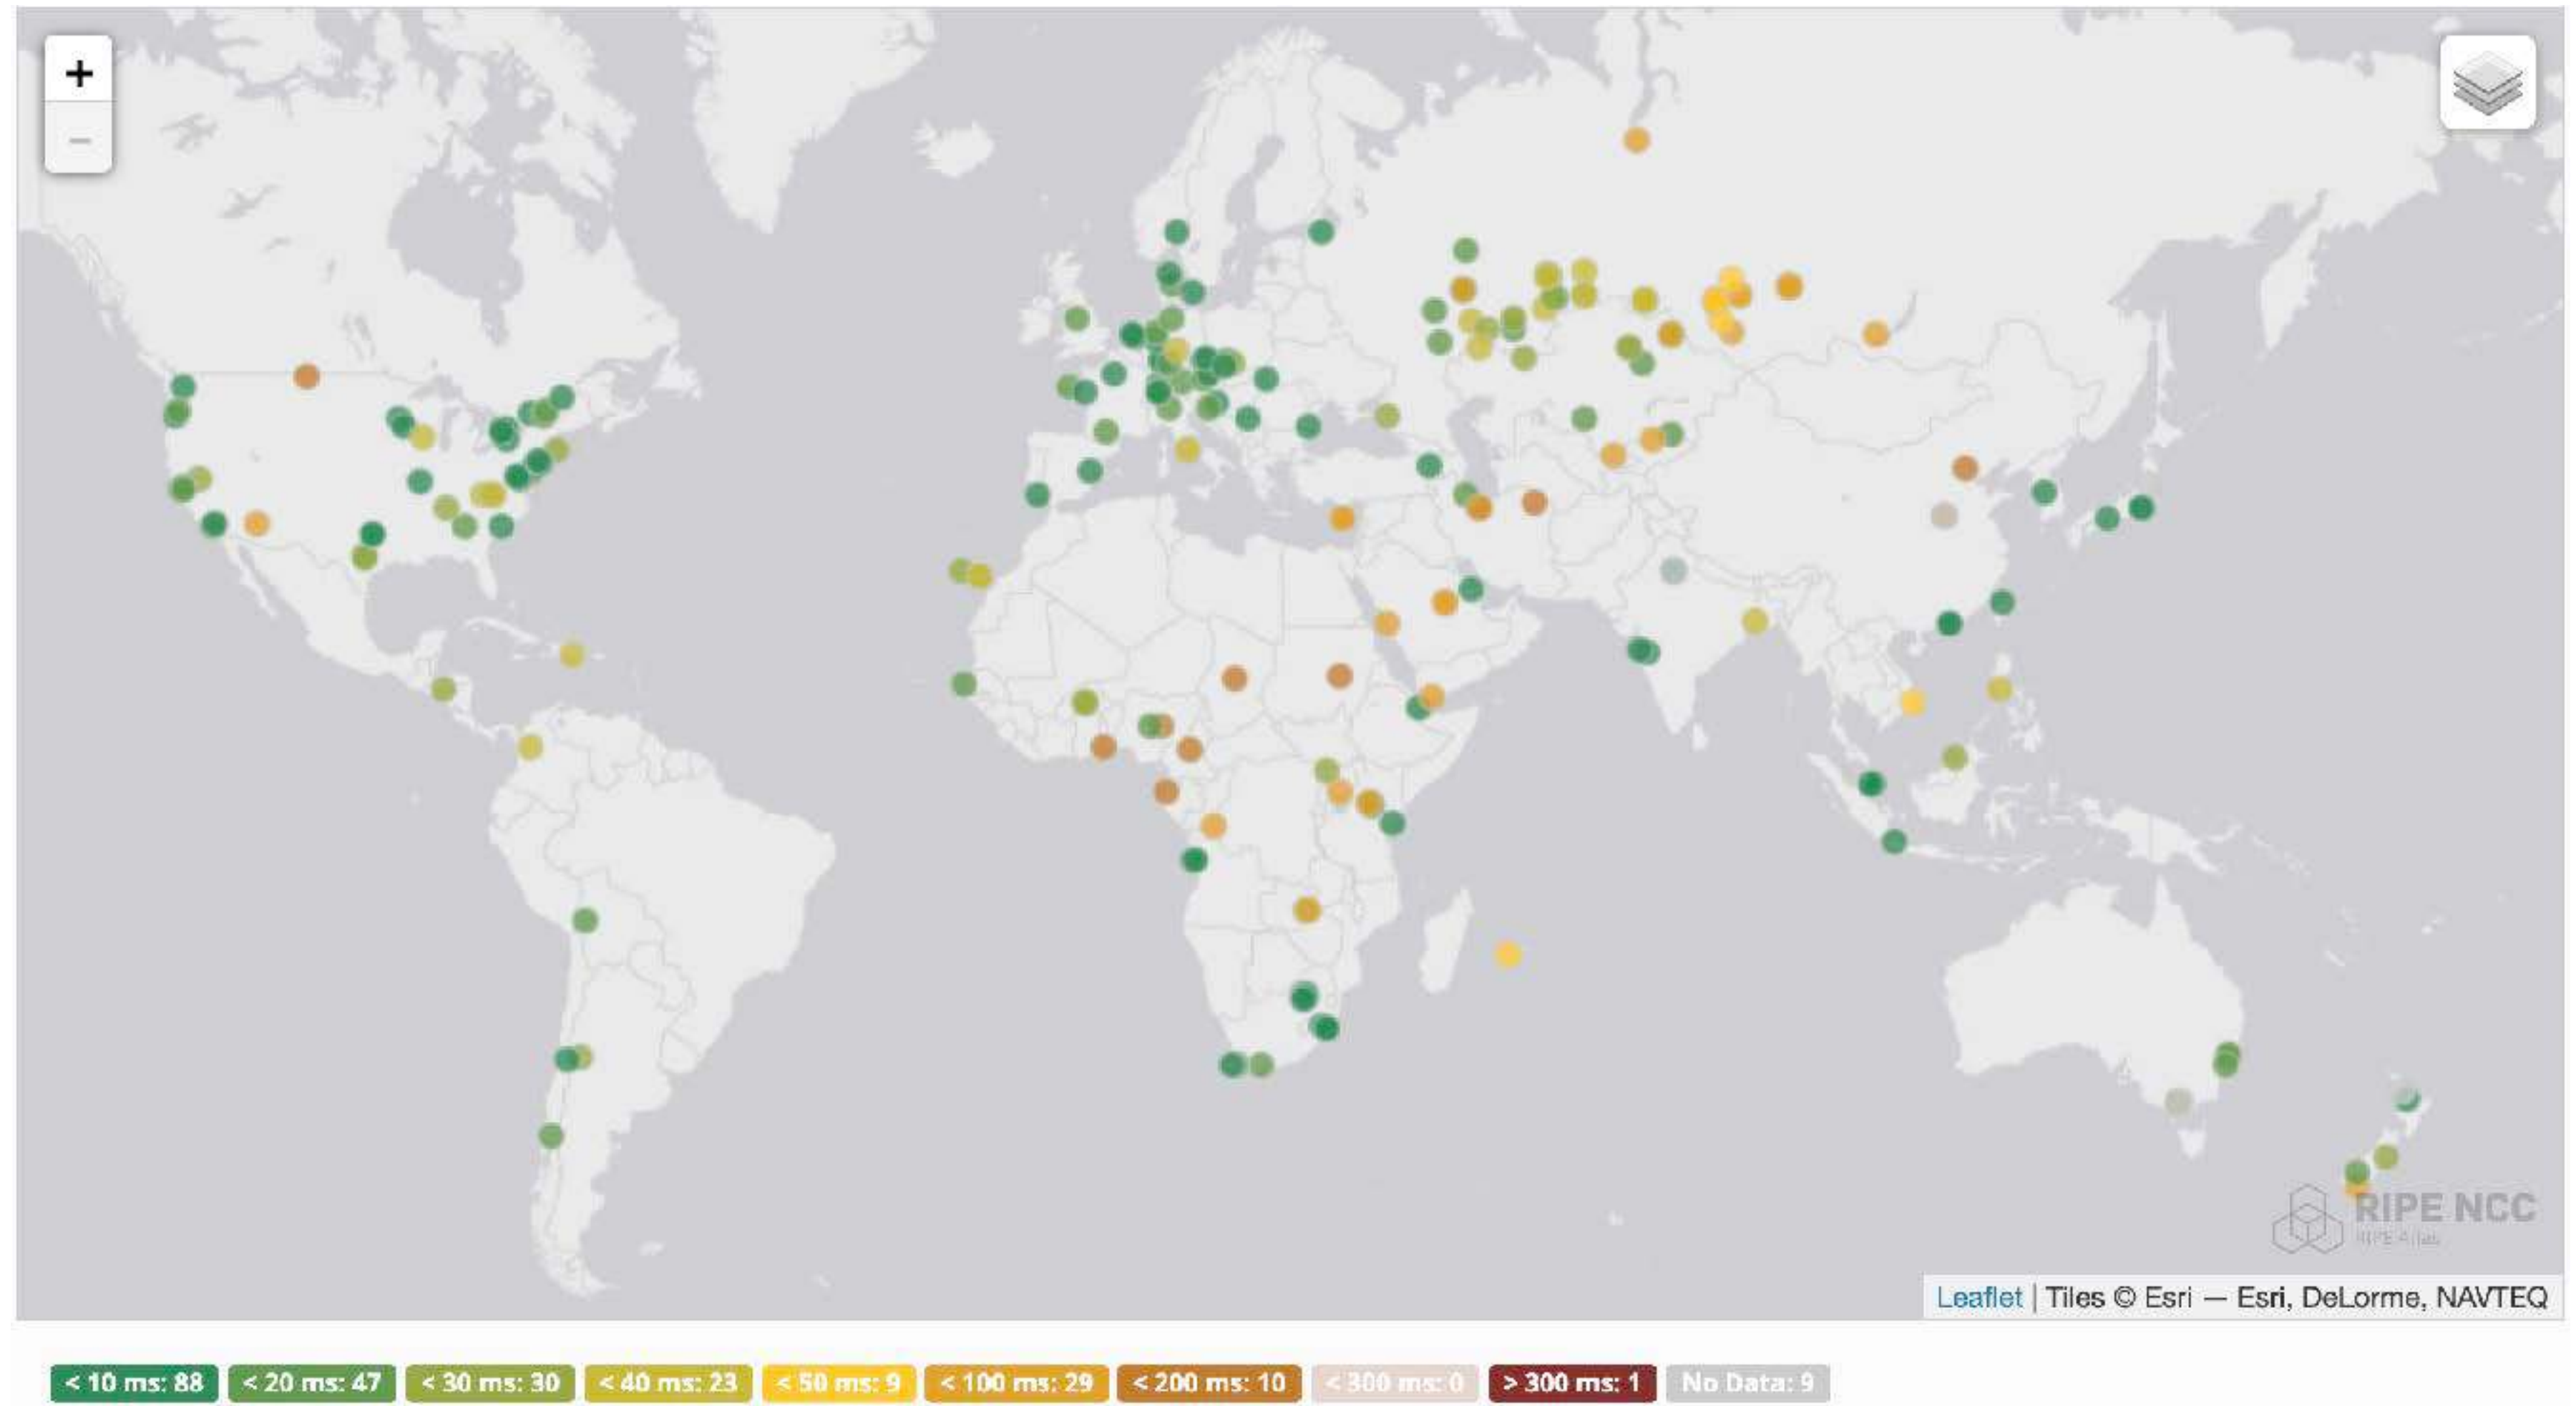 +
−
RIPE NCC
RIPE Atlas
Leaflet | Tiles © Esri — Esri, DeLorme, NAVTEQ
< 10 ms: 88 < 20 ms: 47 < 30 ms: 30 < 40 ms: 23 < 50 ms: 9 < 100 ms: 29 < 200 ms: 10 < 300 ms: 0 > 300 ms: 1 No Data: 9